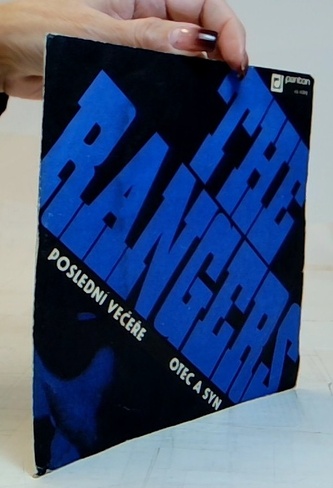 panton
THE
RANGERS
POSLEDNÍ VEČEŘE
OTEC A SYN